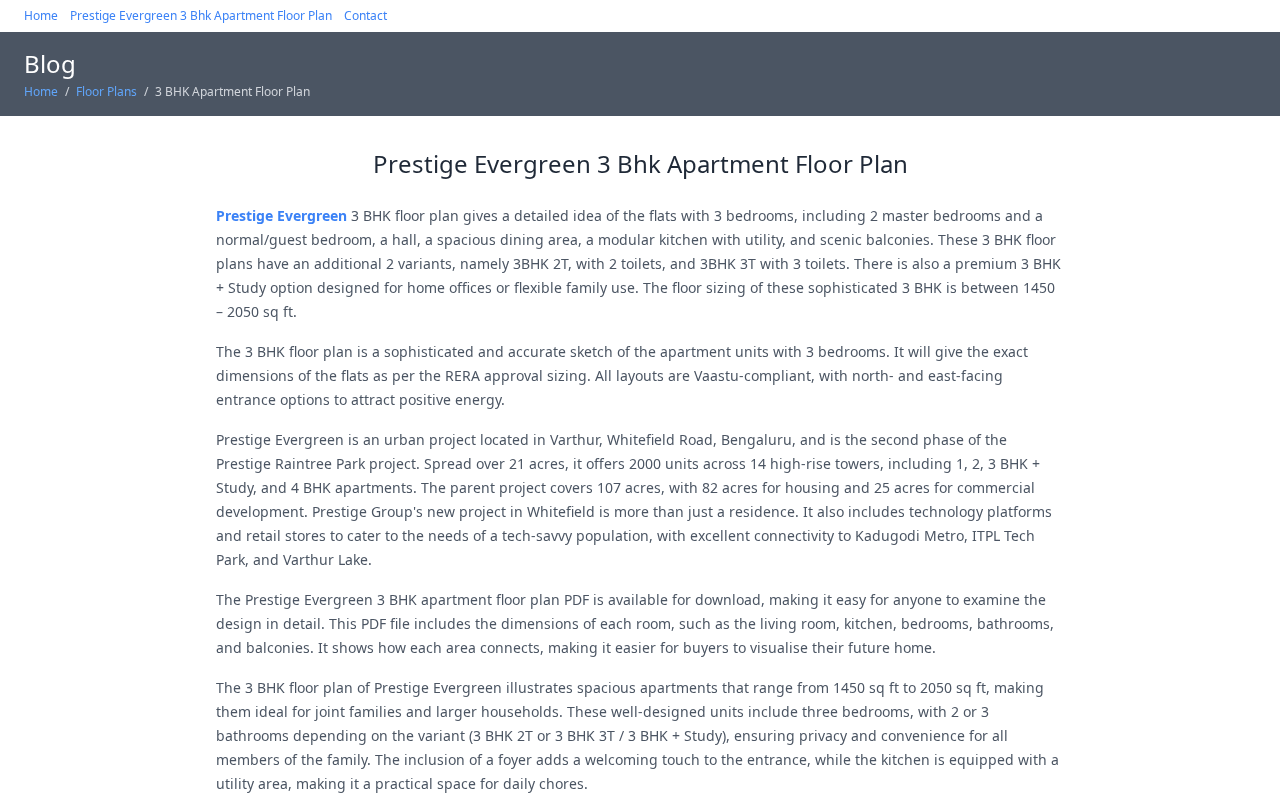 Home Prestige Evergreen 3 Bhk Apartment Floor Plan Contact
Blog
Home / Floor Plans / 3 BHK Apartment Floor Plan
Prestige Evergreen 3 Bhk Apartment Floor Plan
Prestige Evergreen 3 BHK floor plan gives a detailed idea of the flats with 3 bedrooms, including 2 master bedrooms and a
normal/guest bedroom, a hall, a spacious dining area, a modular kitchen with utility, and scenic balconies. These 3 BHK floor
plans have an additional 2 variants, namely 3BHK 2T, with 2 toilets, and 3BHK 3T with 3 toilets. There is also a premium 3 BHK
+ Study option designed for home offices or flexible family use. The floor sizing of these sophisticated 3 BHK is between 1450
– 2050 sq ft.
The 3 BHK floor plan is a sophisticated and accurate sketch of the apartment units with 3 bedrooms. It will give the exact
dimensions of the flats as per the RERA approval sizing. All layouts are Vaastu-compliant, with north- and east-facing
entrance options to attract positive energy.
Prestige Evergreen is an urban project located in Varthur, Whitefield Road, Bengaluru, and is the second phase of the
Prestige Raintree Park project. Spread over 21 acres, it offers 2000 units across 14 high-rise towers, including 1, 2, 3 BHK +
Study, and 4 BHK apartments. The parent project covers 107 acres, with 82 acres for housing and 25 acres for commercial
development. Prestige Group's new project in Whitefield is more than just a residence. It also includes technology platforms
and retail stores to cater to the needs of a tech-savvy population, with excellent connectivity to Kadugodi Metro, ITPL Tech
Park, and Varthur Lake.
The Prestige Evergreen 3 BHK apartment floor plan PDF is available for download, making it easy for anyone to examine the
design in detail. This PDF file includes the dimensions of each room, such as the living room, kitchen, bedrooms, bathrooms,
and balconies. It shows how each area connects, making it easier for buyers to visualise their future home.
The 3 BHK floor plan of Prestige Evergreen illustrates spacious apartments that range from 1450 sq ft to 2050 sq ft, making
them ideal for joint families and larger households. These well-designed units include three bedrooms, with 2 or 3
bathrooms depending on the variant (3 BHK 2T or 3 BHK 3T / 3 BHK + Study), ensuring privacy and convenience for all
members of the family. The inclusion of a foyer adds a welcoming touch to the entrance, while the kitchen is equipped with a
utility area, making it a practical space for daily chores.